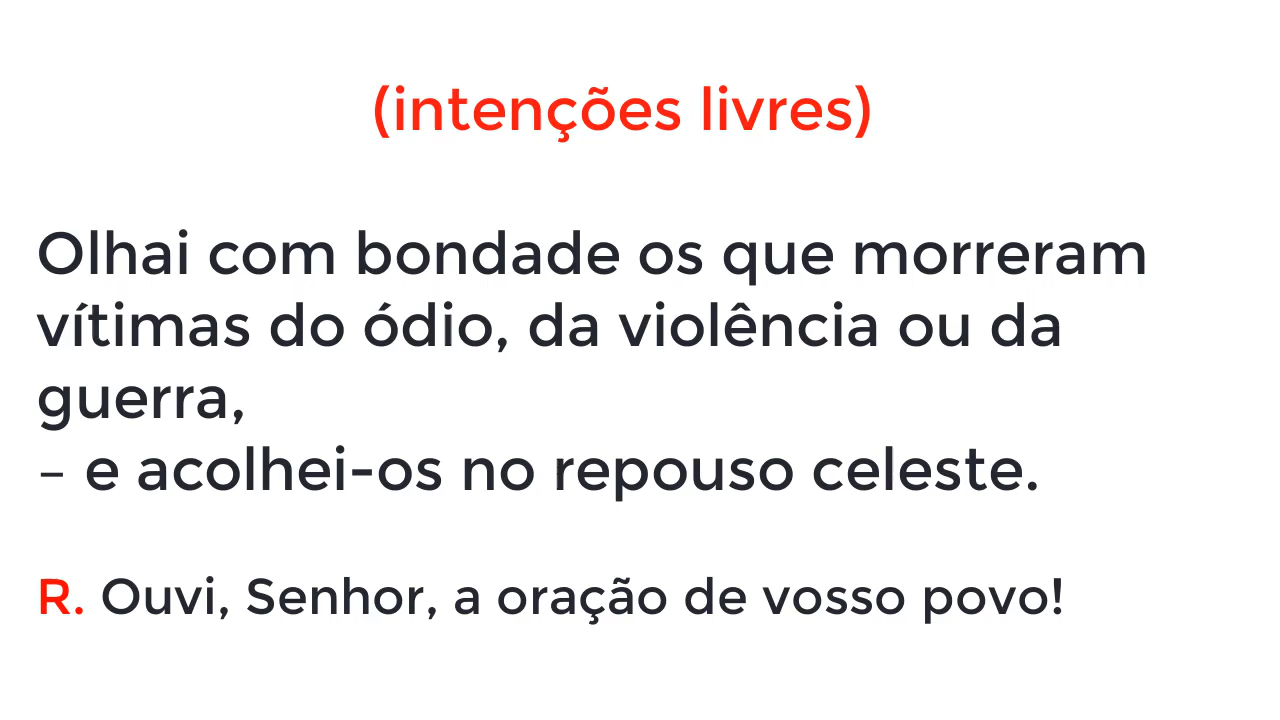 (intenções livres)
Olhai com bondade os que morreram
vítimas do ódio, da violência ou da
guerra,
– e acolhei-os no repouso celeste.
R. Ouvi, Senhor, a oração de vosso povo!